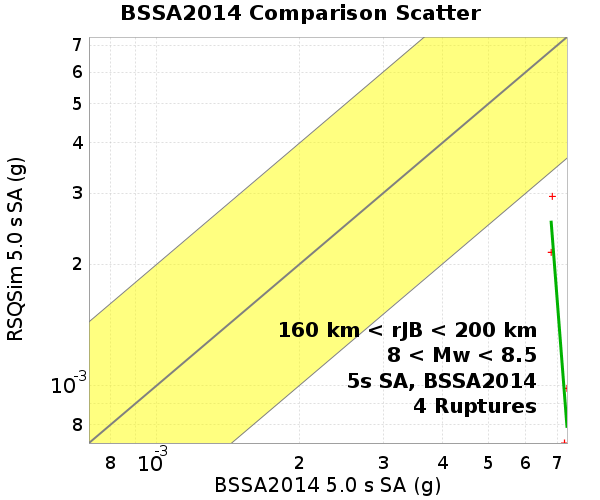 BSSA2014 Comparison Scatter
RSQSim 5.0 s SA (g)
7
6
5
4
3
2
10⁻³
8
160 km < rJB < 200 km
8 < Mw < 8.5
5s SA, BSSA2014
4 Ruptures
8 10⁻³ 2 3 4 5 6 7
BSSA2014 5.0 s SA (g)